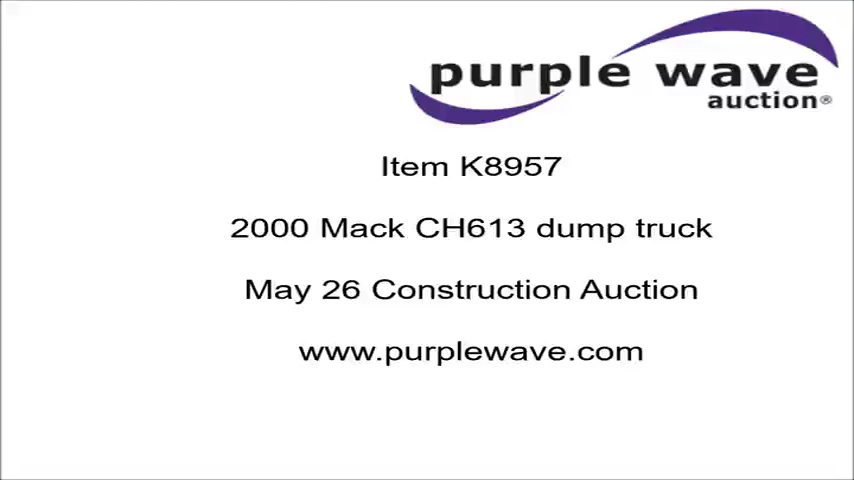 purple wave
auction®
Item K8957
2000 Mack CH613 dump truck
May 26 Construction Auction
www.purplewave.com